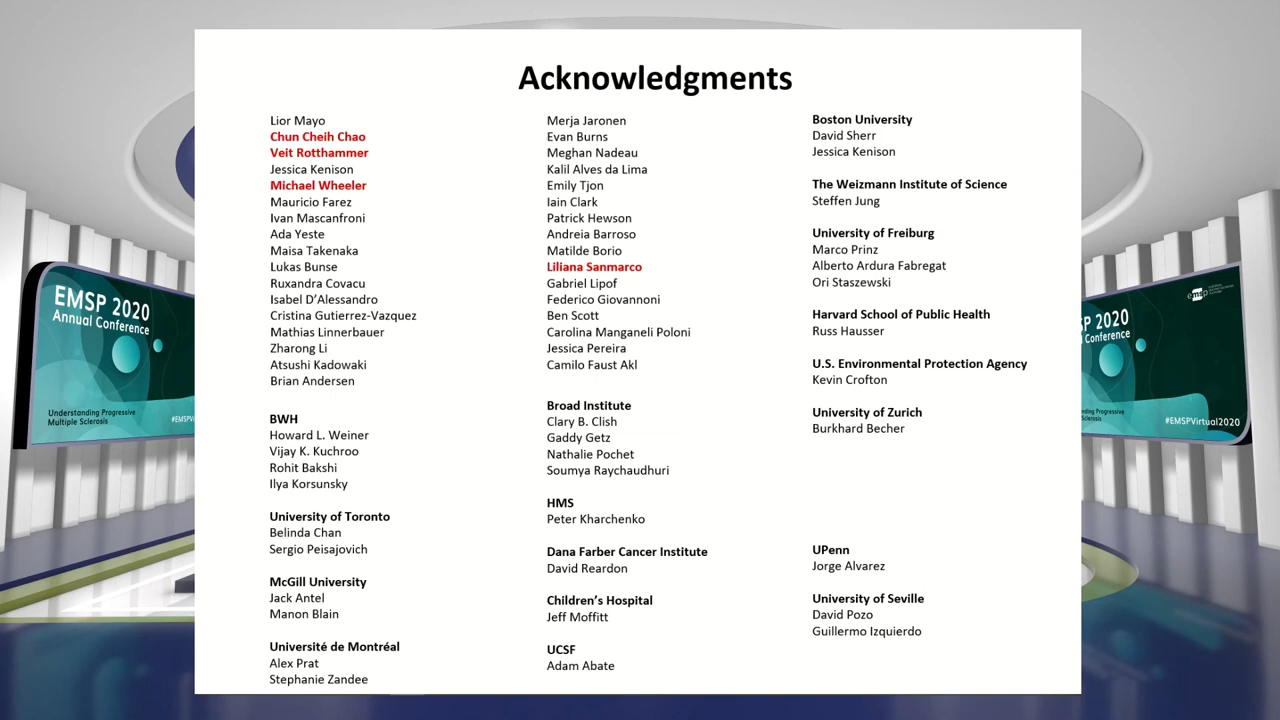 Acknowledgments
Lior Mayo
Chun Cheih Chao
Veit Rotthammer
Jessica Kenison
Michael Wheeler
Mauricio Farez
Ivan Mascanfroni
Ada Yeste
Maisa Takenaka
Lukas Bunse
Ruxandra Covacu
Isabel D’Alessandro
Cristina Gutierrez-Vazquez
Mathias Linnerbauer
Zharong Li
Atsushi Kadowaki
Brian Andersen
BWH
Howard L. Weiner
Vijay K. Kuchroo
Rohit Bakshi
Ilya Korsunsky
University of Toronto
Belinda Chan
Sergio Peisajovich
McGill University
Jack Antel
Manon Blain
Université de Montréal
Alex Prat
Stephanie Zandee
Merja Jaronen
Evan Burns
Meghan Nadeau
Kalil Alves da Lima
Emily Tjon
Iain Clark
Patrick Hewson
Andreia Barroso
Matilde Borio
Liliana Sanmarco
Gabriel Lipof
Federico Giovannoni
Ben Scott
Carolina Manganeli Poloni
Jessica Pereira
Camilo Faust Akl
Broad Institute
Clary B. Clish
Gaddy Getz
Nathalie Pochet
Soumya Raychaudhuri
HMS
Peter Kharchenko
Dana Farber Cancer Institute
David Reardon
Children’s Hospital
Jeff Moffitt
UCSF
Adam Abate
Boston University
David Sherr
Jessica Kenison
The Weizmann Institute of Science
Steffen Jung
University of Freiburg
Marco Prinz
Alberto Ardura Fabregat
Ori Staszewski
Harvard School of Public Health
Russ Hausser
U.S. Environmental Protection Agency
Kevin Crofton
University of Zurich
Burkhard Becher
UPenn
Jorge Alvarez
University of Seville
David Pozo
Guillermo Izquierdo
EMSP 2020
Annual Conference
Understanding Progressive
Multiple Sclerosis
#EMSPVi
emsp
SP 2020
Conference
Progressive
#EMSPVirtual2020